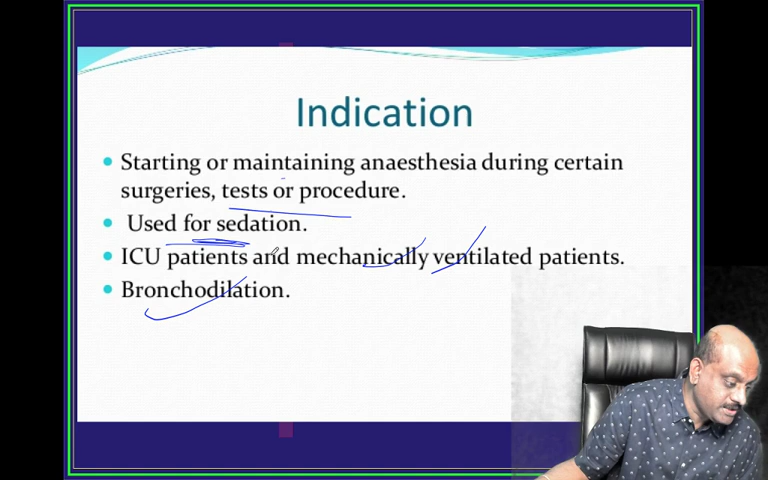 Indication
• Starting or maintaining anaesthesia during certain
surgeries, tests or procedure.
• Used for sedation.
• ICU patients and mechanically ventilated patients.
• Bronchodilation.